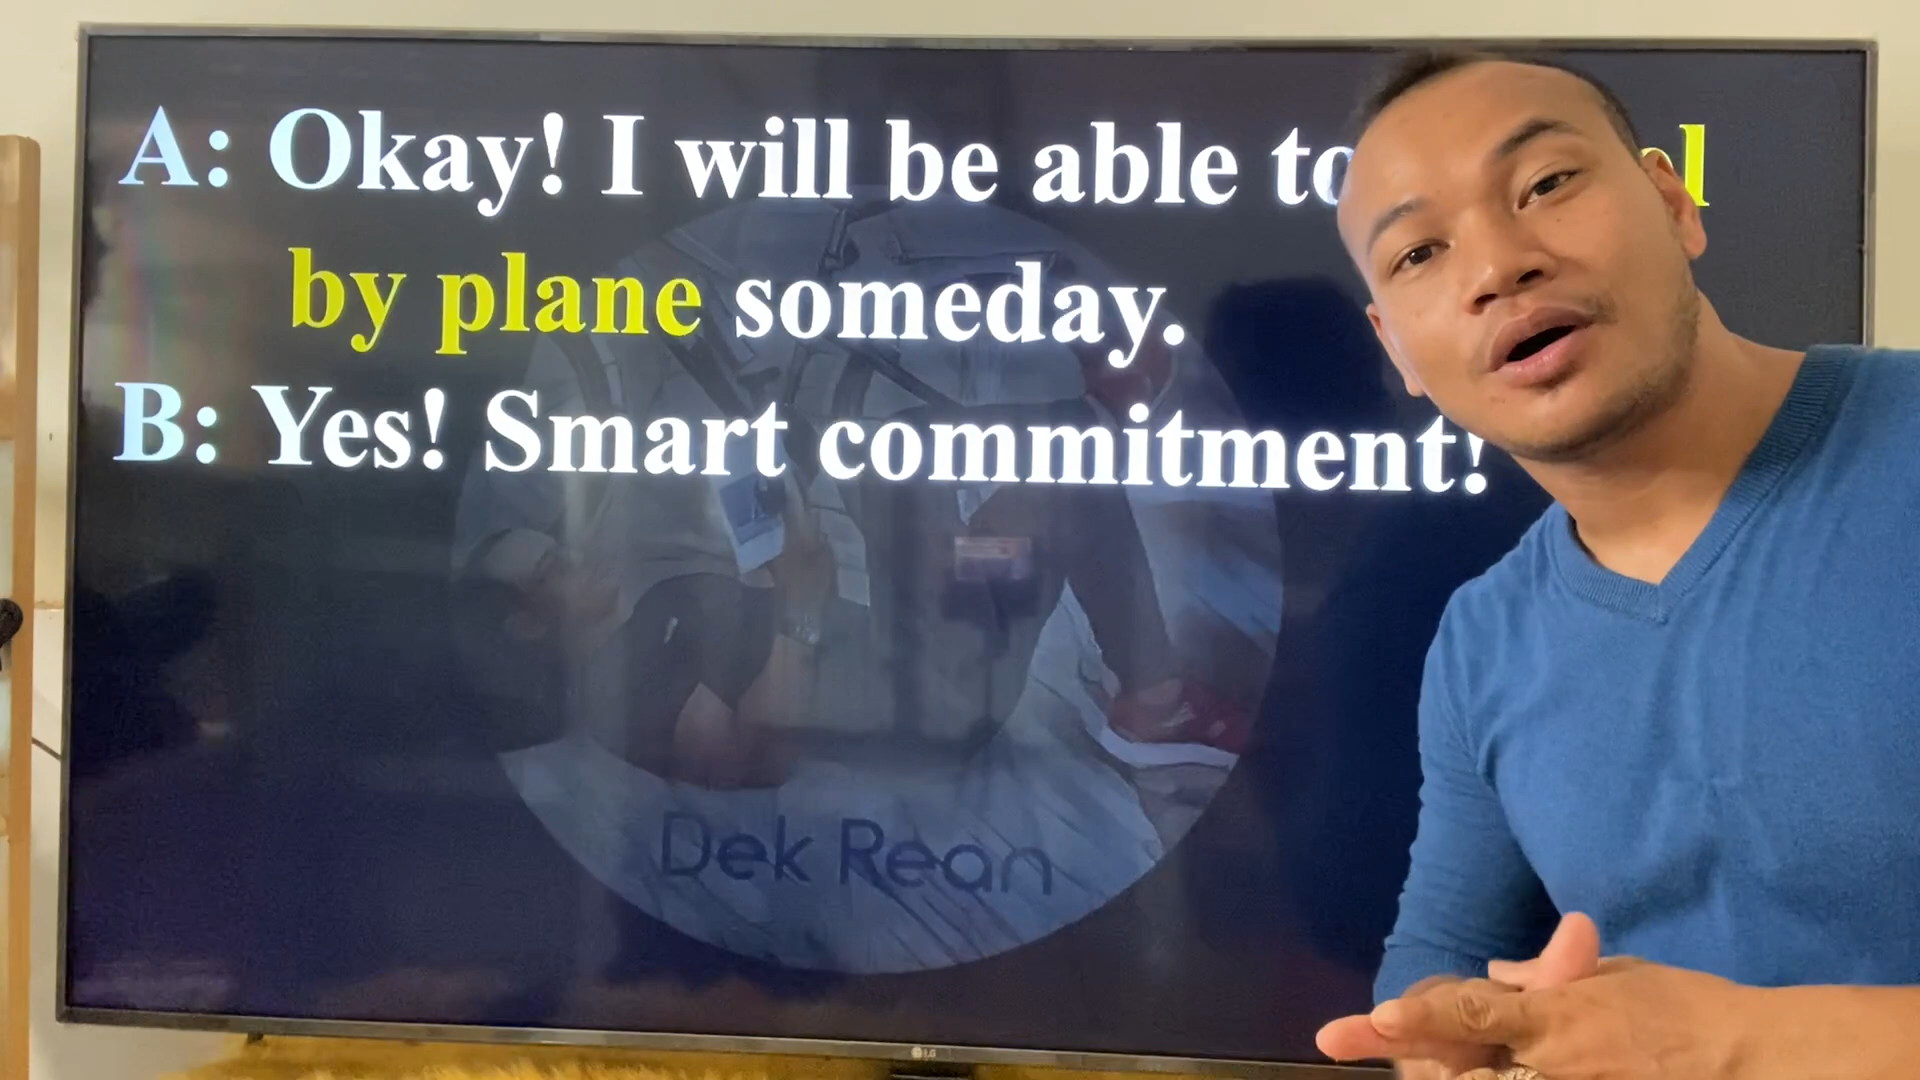 A: Okay! I will be able to
by plane someday.
B: Yes! Smart commitment!
Dek Rean
LG